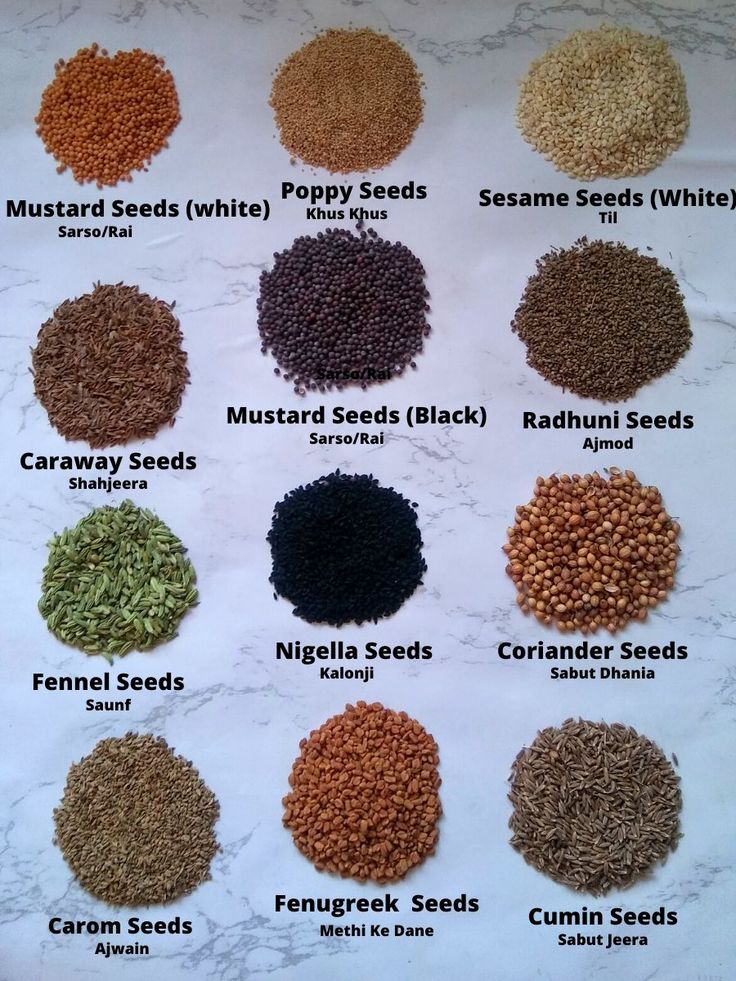 Mustard Seeds (white)
Sarso/Rai
Poppy Seeds
Khus Khus
Sesame Seeds (White)
Til
Caraway Seeds
Shahjeera
Sarso/Rai
Mustard Seeds (Black)
Sarso/Rai
Radhuni Seeds
Ajmod
Fennel Seeds
Saunf
Nigella Seeds
Kalonji
Coriander Seeds
Sabut Dhania
Carom Seeds
Ajwain
Fenugreek Seeds
Methi Ke Dane
Cumin Seeds
Sabut Jeera